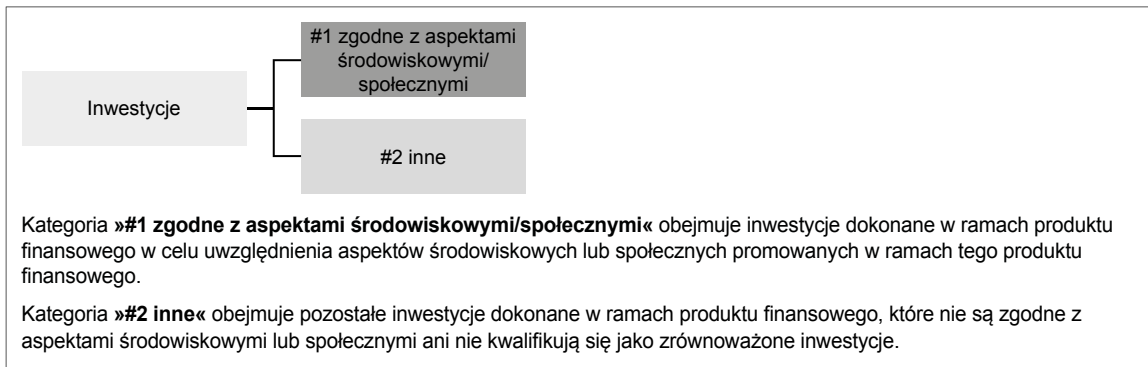 #1 zgodne z aspektami
środowiskowymi/
społecznymi
Inwestycje
#2 inne
Kategoria »#1 zgodne z aspektami środowiskowymi/społecznymi« obejmuje inwestycje dokonane w ramach produktu
finansowego w celu uwzględnienia aspektów środowiskowych lub społecznych promowanych w ramach tego produktu
finansowego.
Kategoria »#2 inne« obejmuje pozostałe inwestycje dokonane w ramach produktu finansowego, które nie są zgodne z
aspektami środowiskowymi lub społecznymi ani nie kwalifikują się jako zrównoważone inwestycje.